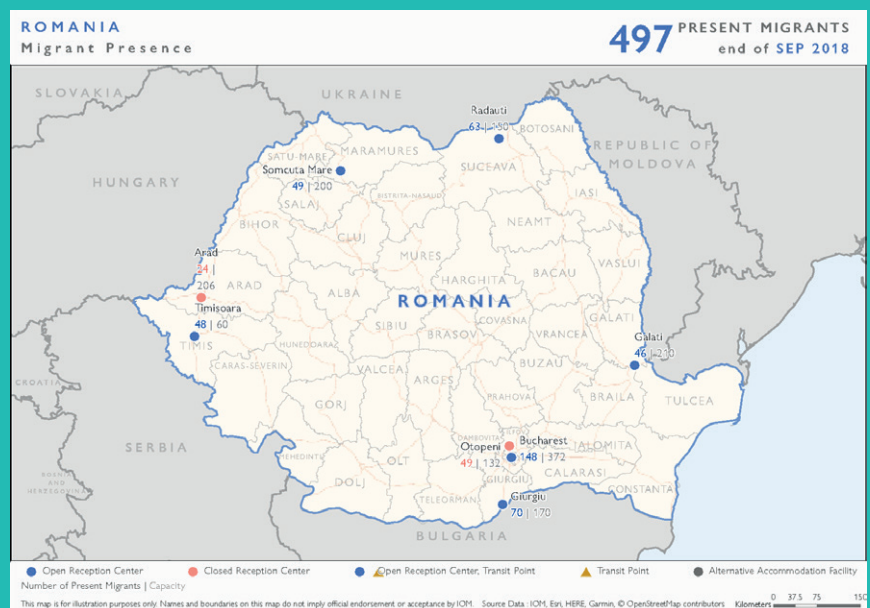 ROMANIA
Migrant Presence
497 PRESENT MIGRANTS
end of SEP 2018
SLOVAKIA
UKRAINE
Radauti
63 | 130
BOTOSANI
REPUBLIC OF
MOLDOVA
SATU-MARE
MARAMURES
SUCEAVA
Somcuta Mare
49 | 200
HUNGARY
BISTRITA-NASAUD
IASI
SALAJ
BIHOR
NEAMT
CLUJ
Arad
24 |
206
MURES
VASLUI
BACAU
HARGHITA
ARAD
ALBA
Timisoara
48 | 60
ROMANIA
GALATI
COVASNA
SIBIU
BRASOV
VRANCEA
Galati
46 | 210
TIMIS
HUNEDOARA
CARAS-SEVERIN
VALCEA
BUZAU
ARGES
PRAHOVA
BRAILA
TULCEA
CROATIA
GORJ
SERBIA
MEHEDINTI
DAMBOVITA
Otopeni
Bucharest
IALOMITA
49 | 132
148 | 372
OLT
CALARASI
DOLJ
GIURGIU
CONSTANTA
TELEORMAN
Giurgiu
70 | 170
HERZEGOVINA
BULGARIA
Open Reception Center
Closed Reception Center
Open Reception Center, Transit Point
Transit Point
Alternative Accommodation Facility
Number of Present Migrants | Capacity
This map is for illustration purposes only. Names and boundaries on this map do not imply official endorsement or acceptance by IOM. Source Data : IOM, Esri, HERE, Garmin, © OpenStreetMap contributors
Kilometers
0 37.5 75 150